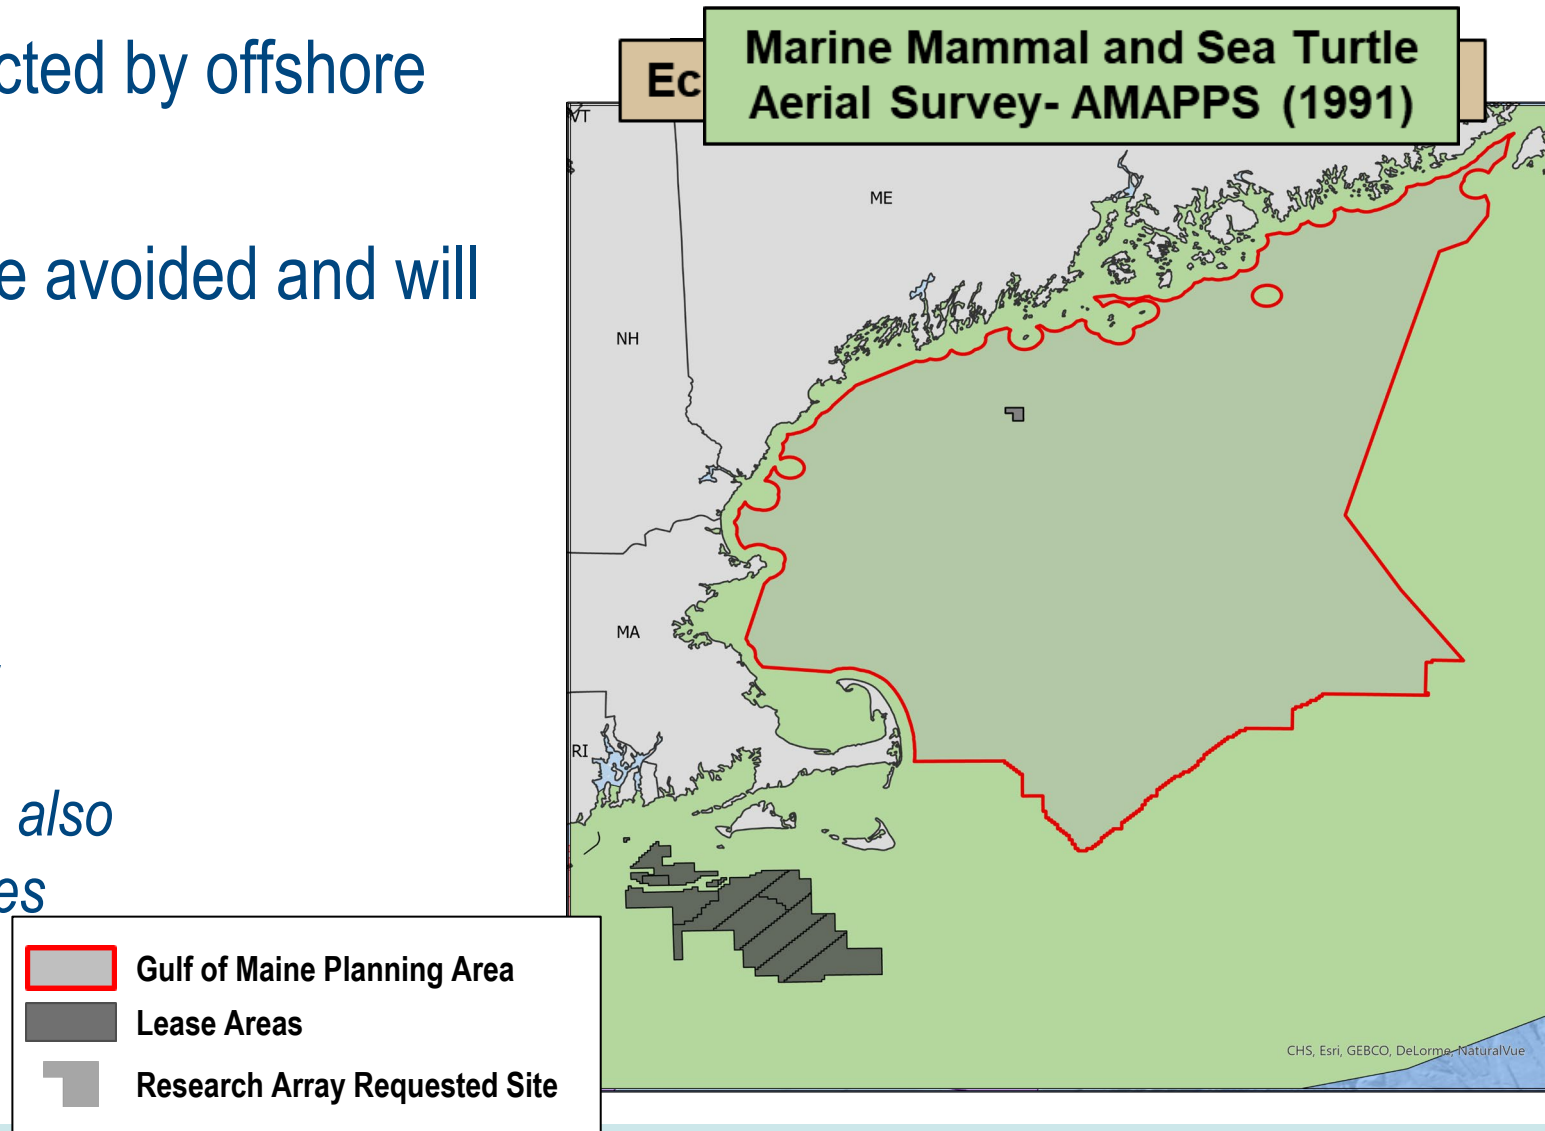 cted by offshore
e avoided and will
also
es
Ec
Marine Mammal and Sea Turtle
Aerial Survey- AMAPPS (1991)
VT
ME
NH
MA
RI
CHS, Esri, GEBCO, DeLorme, NaturalVue
Gulf of Maine Planning Area
Lease Areas
Research Array Requested Site